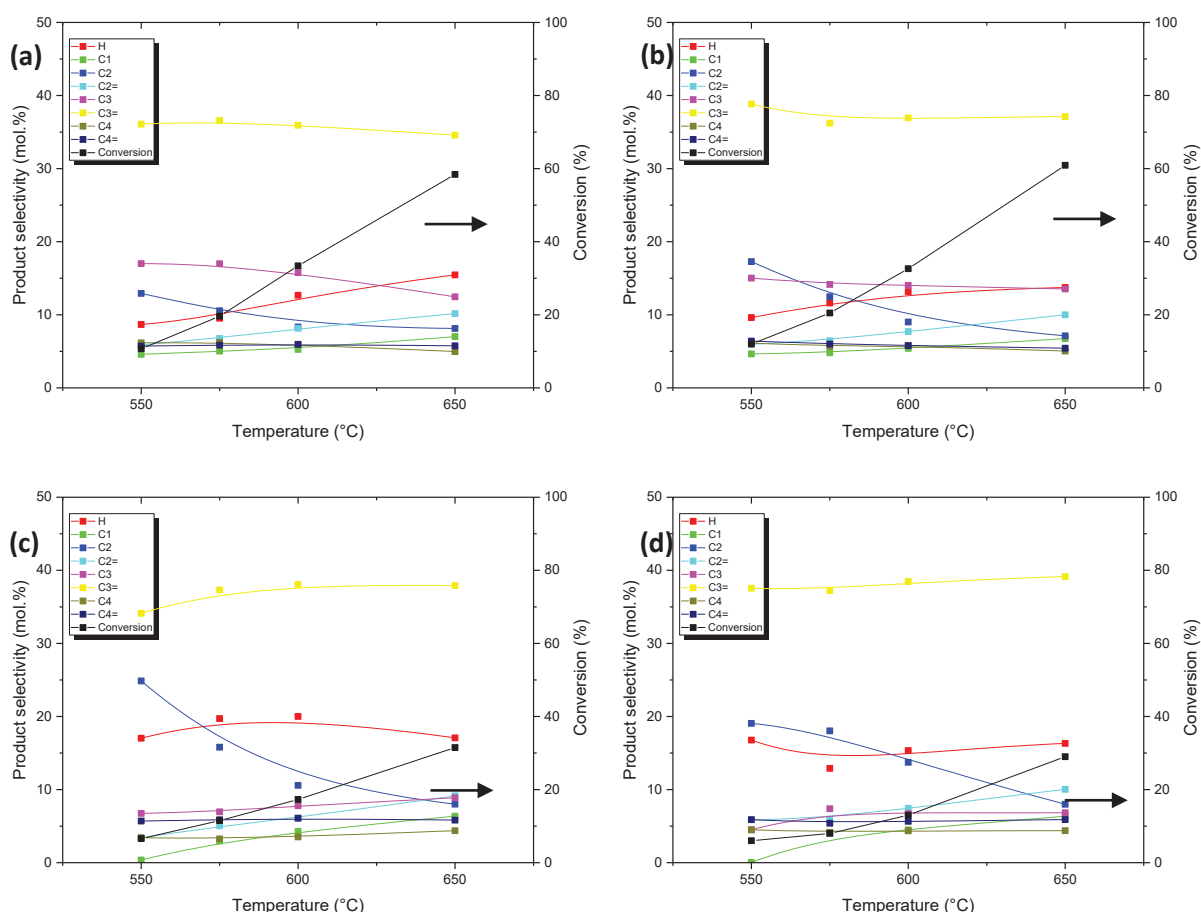 (a)
50
40
30
20
10
0
100
80
60
40
20
0
550
600
650
Product selectivity (mol.%)
Conversion (%)
Temperature (°C)
H
C1
C2
C2=
C3
C3=
C4
C4=
Conversion
(b)
50
40
30
20
10
0
100
80
60
40
20
0
550
600
650
Product selectivity (mol.%)
Conversion (%)
Temperature (°C)
H
C1
C2
C2=
C3
C3=
C4
C4=
Conversion
(c)
50
40
30
20
10
0
100
80
60
40
20
0
550
600
650
Product selectivity (mol.%)
Conversion (%)
Temperature (°C)
H
C1
C2
C2=
C3
C3=
C4
C4=
Conversion
(d)
50
40
30
20
10
0
100
80
60
40
20
0
550
600
650
Product selectivity (mol.%)
Conversion (%)
Temperature (°C)
H
C1
C2
C2=
C3
C3=
C4
C4=
Conversion